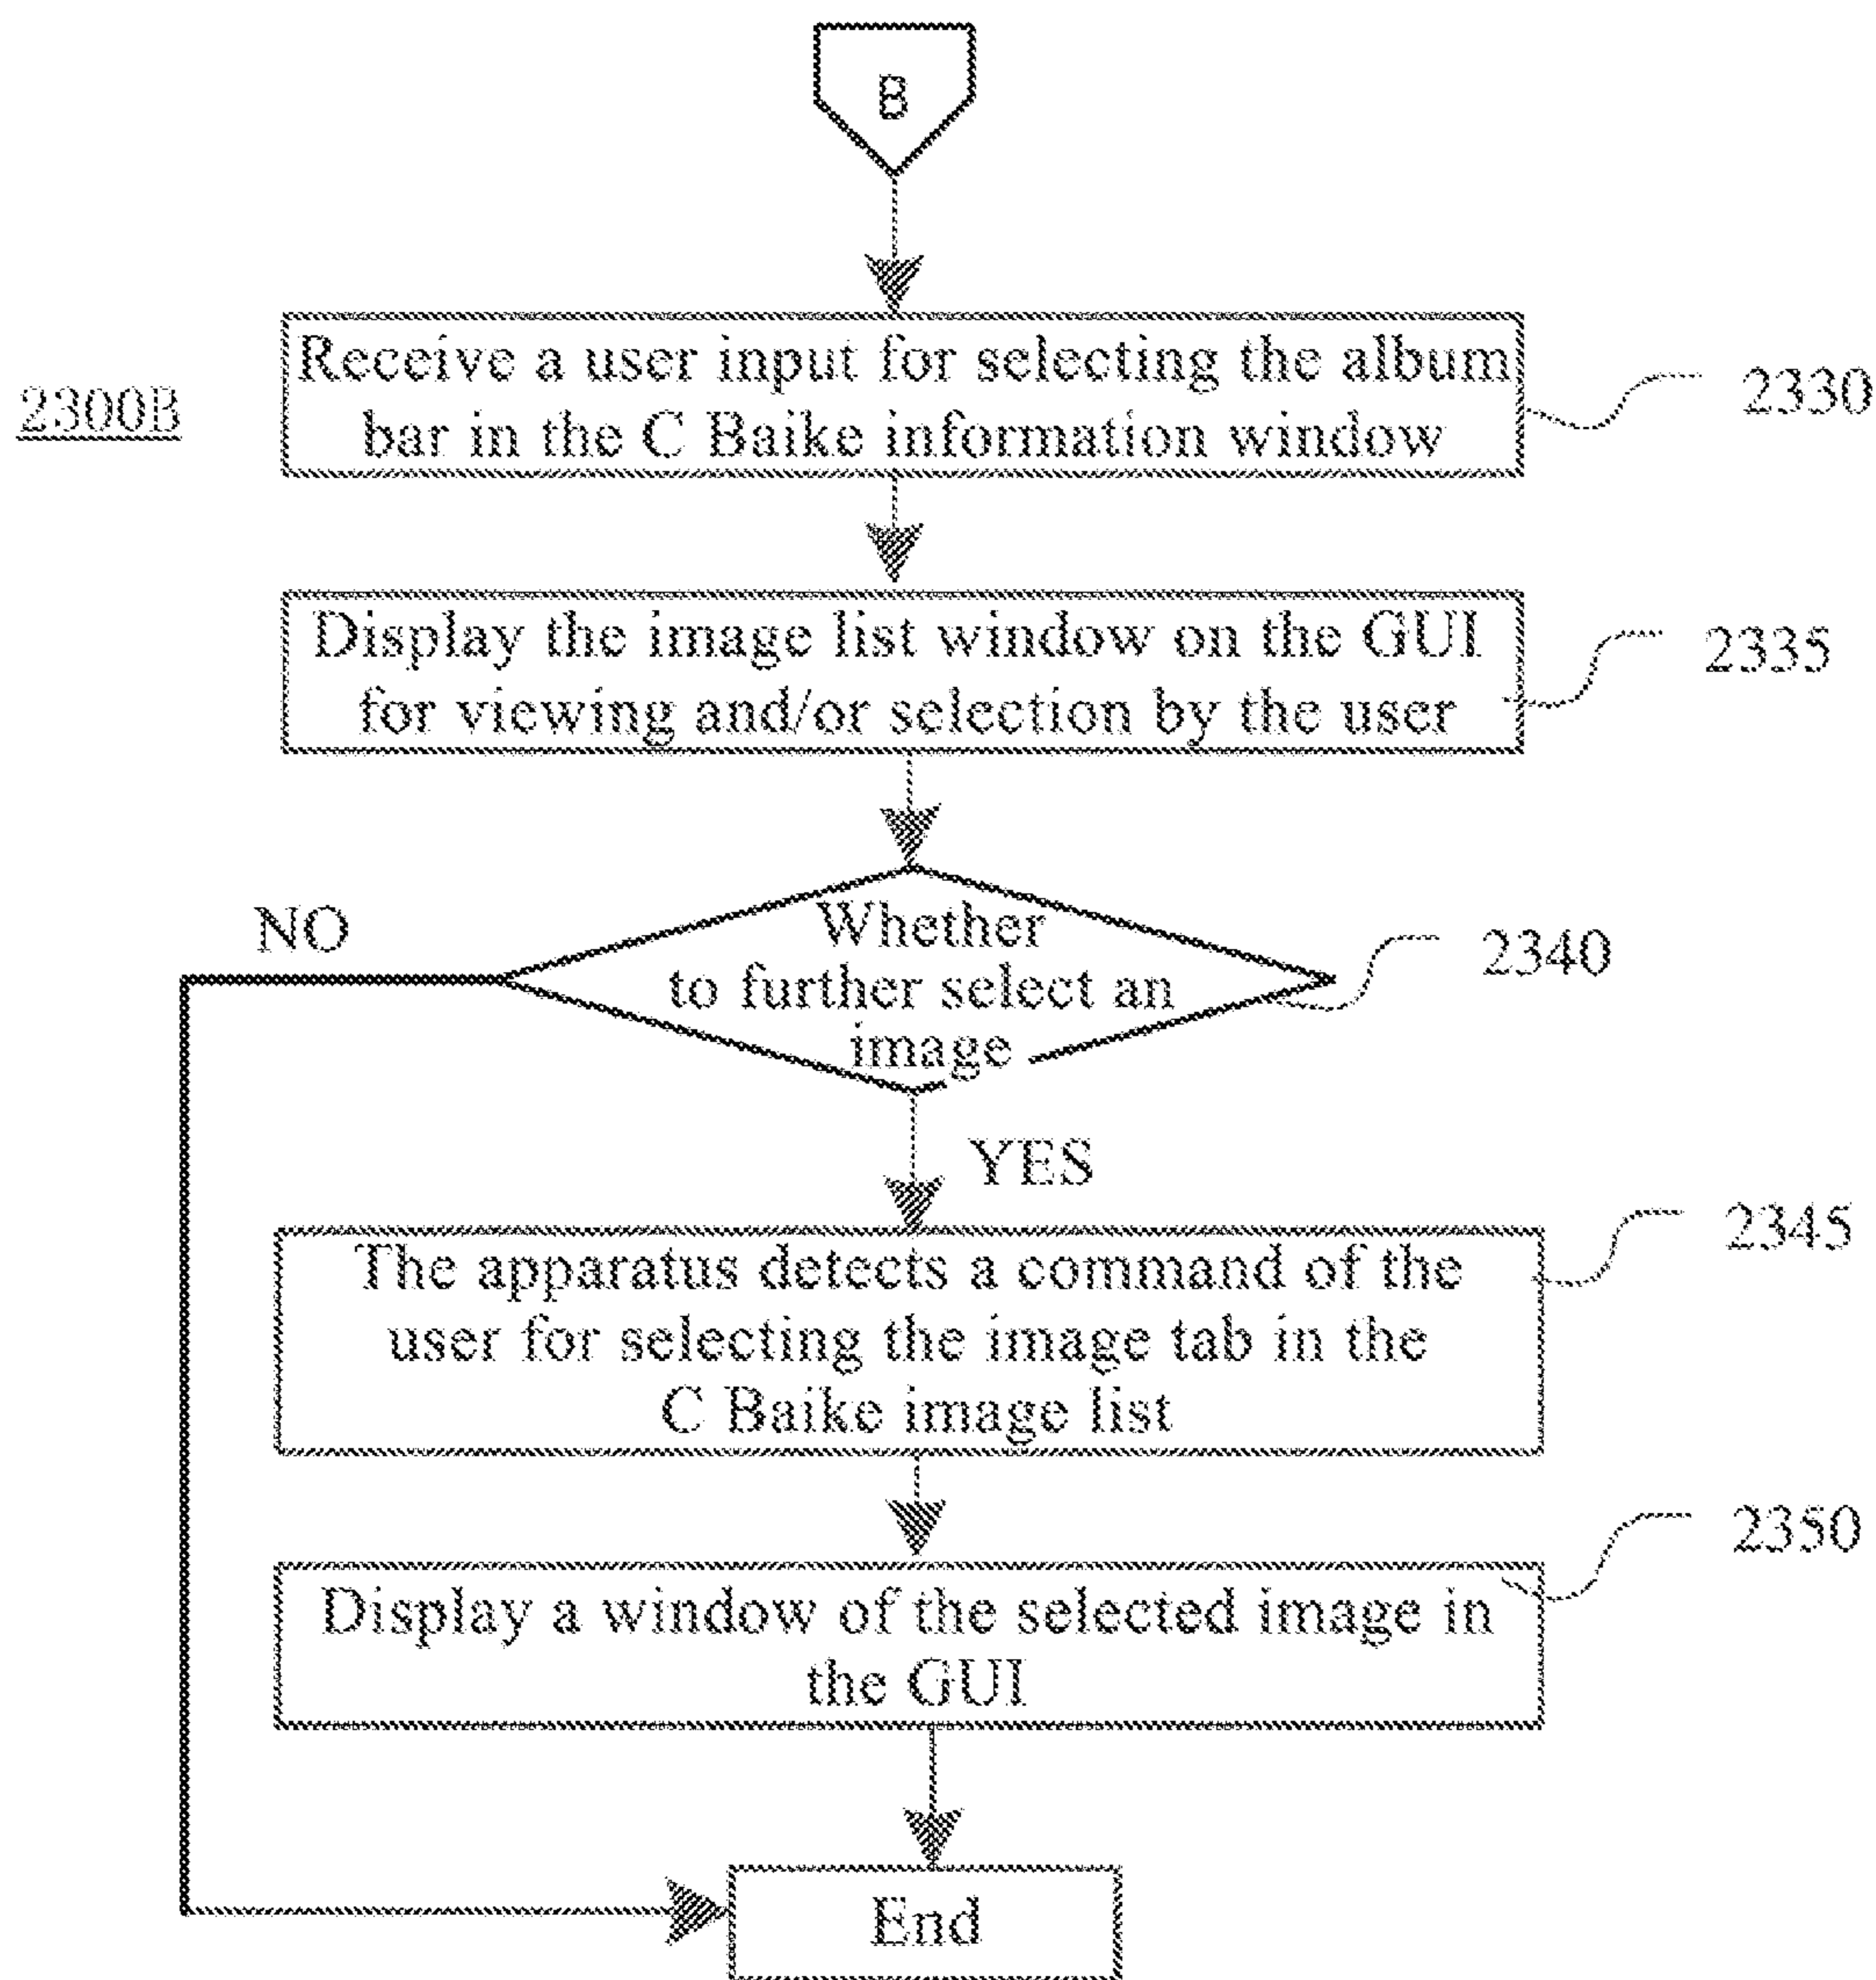 B
Receive a user input for selecting the album
bar in the C Baike information window
2330
2300B
Display the image list window on the GUI
for viewing and/or selection by the user
2335
NO
Whether
to further select an
image
2340
YES
The apparatus detects a command of the
user for selecting the image tab in the
C Baike image list
2345
Display a window of the selected image in
the GUI
2350
End